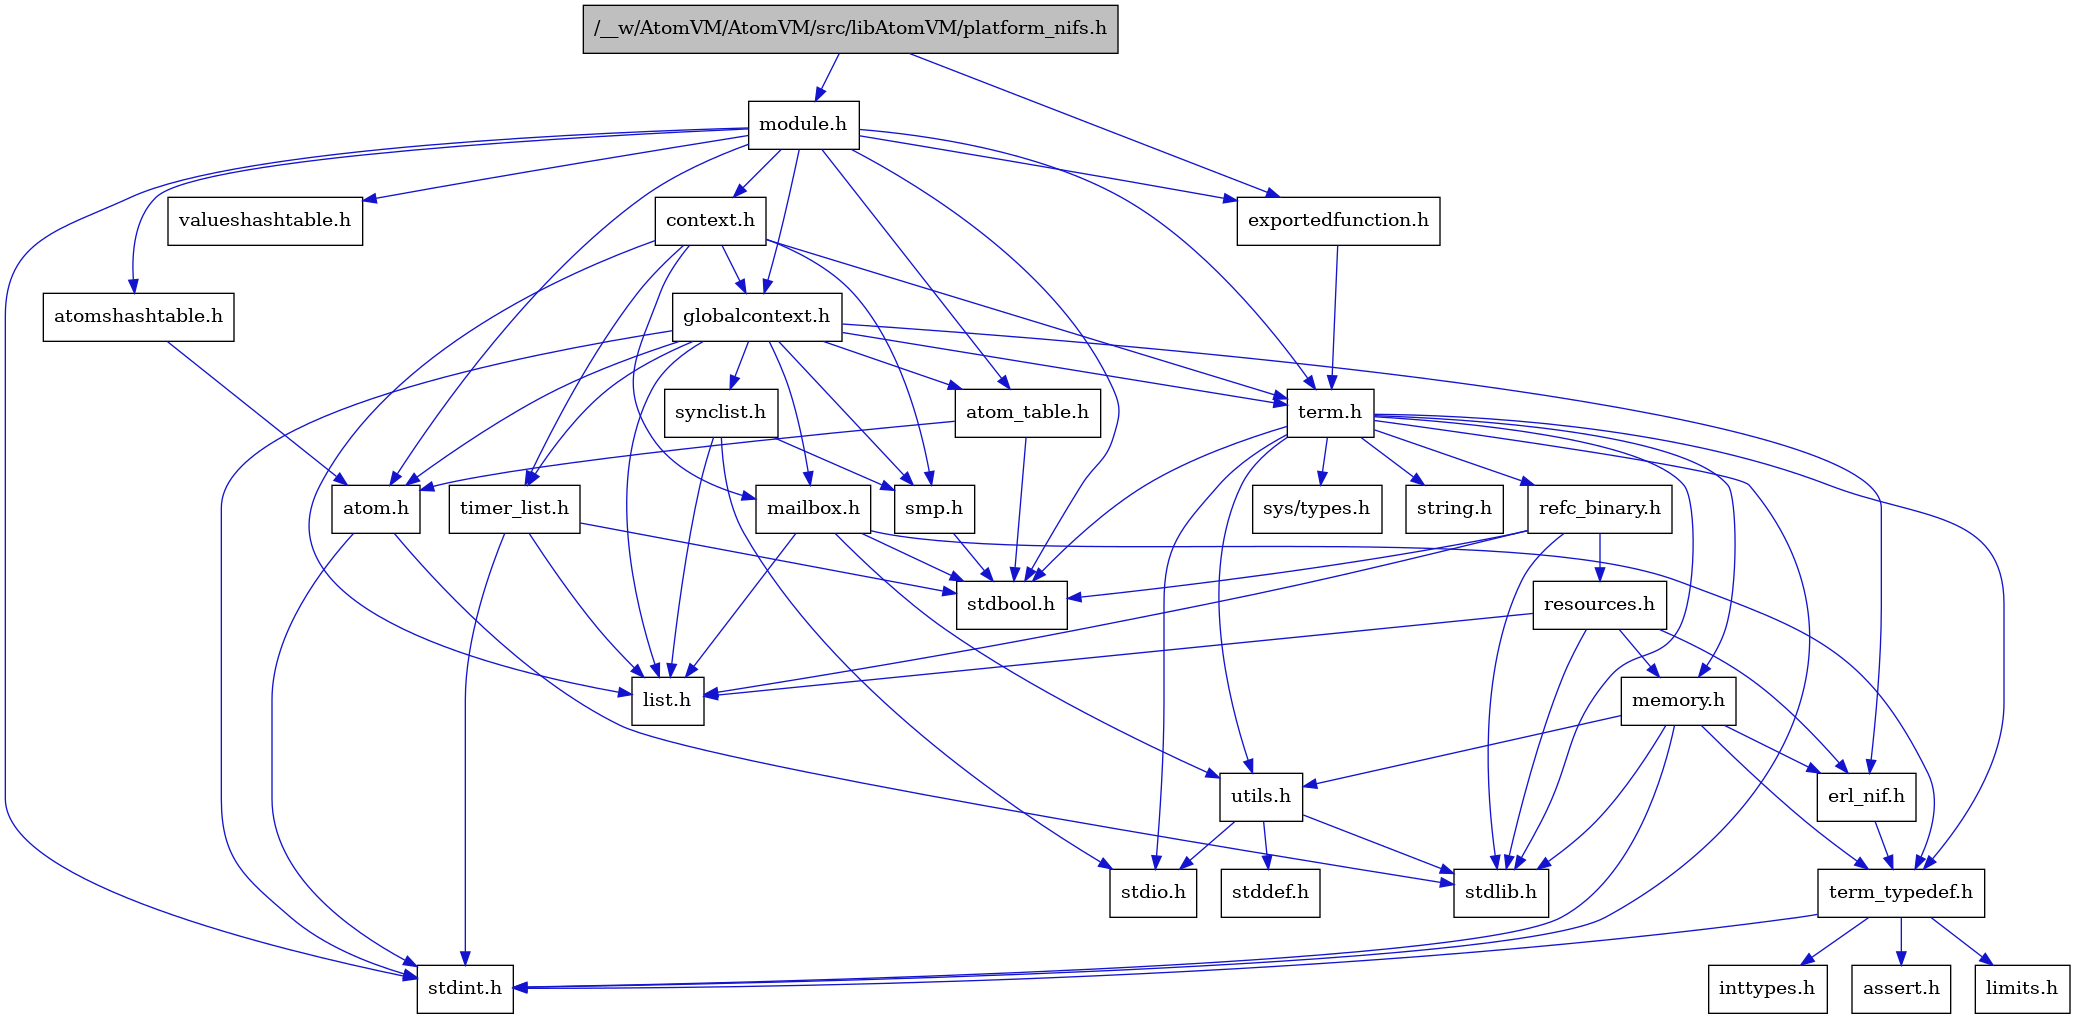 /__w/AtomVM/AtomVM/src/libAtomVM/platform_nifs.h
module.h
valueshashtable.h
context.h
exportedfunction.h
atomshashtable.h
globalcontext.h
synclist.h
atom_table.h
term.h
atom.h
timer_list.h
mailbox.h
smp.h
sys/types.h
string.h
refc_binary.h
stdbool.h
resources.h
list.h
memory.h
utils.h
erl_nif.h
stdio.h
stddef.h
stdlib.h
term_typedef.h
stdint.h
inttypes.h
assert.h
limits.h